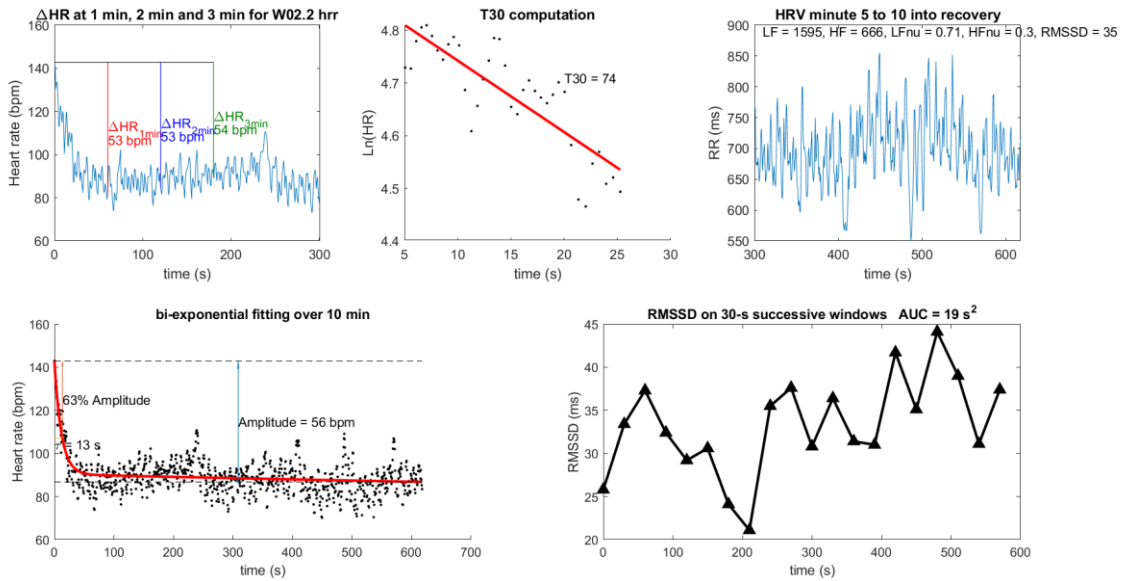 ΔHR at 1 min, 2 min and 3 min for W02.2 hrr
160
140
120
100
80
60
Heart rate (bpm)
ΔHR1min
53 bpm
ΔHR2min
53 bpm
ΔHR3min
54 bpm
0
100
200
300
time (s)
T30 computation
4.8
4.7
4.6
4.5
4.4
Ln(HR)
T30 = 74
5
10
15
20
25
30
time (s)
HRV minute 5 to 10 into recovery
LF = 1595, HF = 666, LFnu = 0.71, HFnu = 0.3, RMSSD = 35
900
850
800
750
700
650
600
550
RR (ms)
300
400
500
600
time (s)
bi-exponential fitting over 10 min
160
140
120
100
80
60
Heart rate (bpm)
63% Amplitude
= 13 s
Amplitude = 56 bpm
0
100
200
300
400
500
600
700
time (s)
RMSSD on 30-s successive windows AUC = 19 s²
45
40
35
30
25
20
RMSSD (ms)
0
100
200
300
400
500
600
time (s)